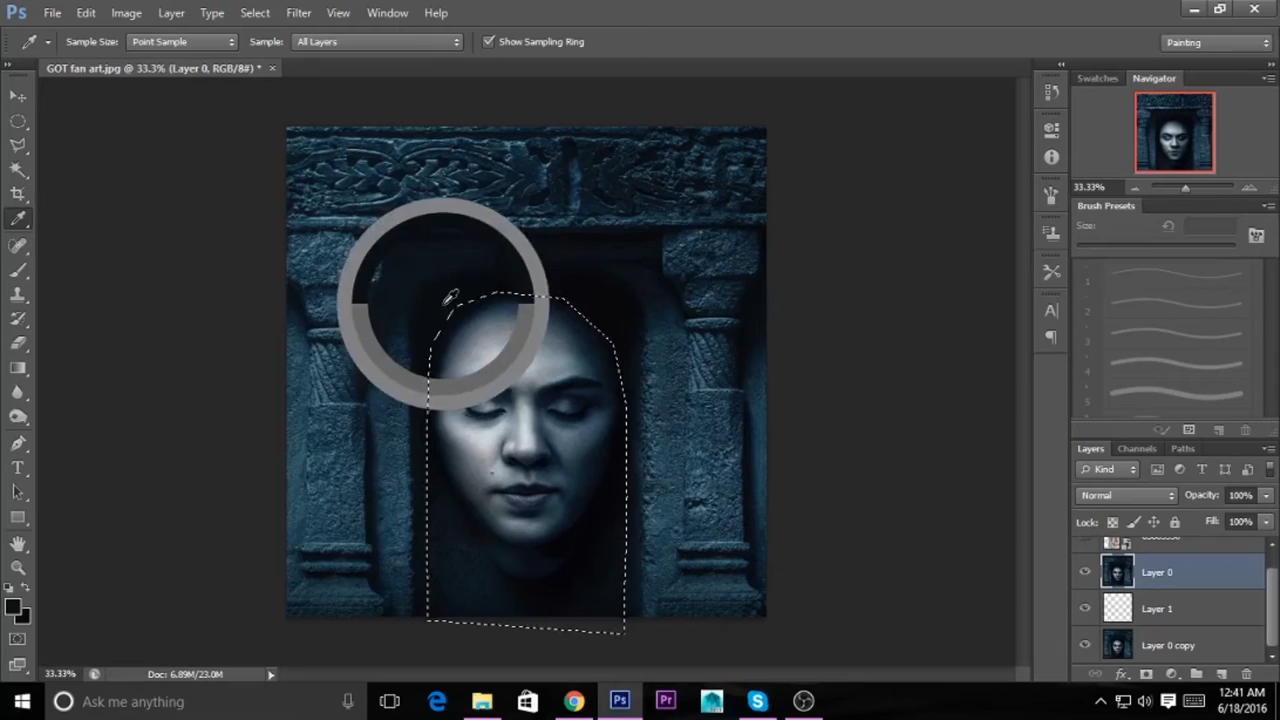 Ps File Edit Image Layer Type Select Filter 3D View Window Help
Sample Size: Point Sample Sample: All Layers Show Sampling Ring Painting
GOT fan art.jpg @ 33.3% (Layer 0, RGB/8#) * ×
Swatches Navigator
33.33%
Brush Presets
Size:
1
2
3
4
5
Layers Channels Paths
Kind
Normal Opacity: 100%
Lock: Fill: 100%
Layer 0
Layer 1
Layer 0 copy
33.33% Doc: 6.89M/23.0M
Ask me anything
12:41 AM
6/18/2016